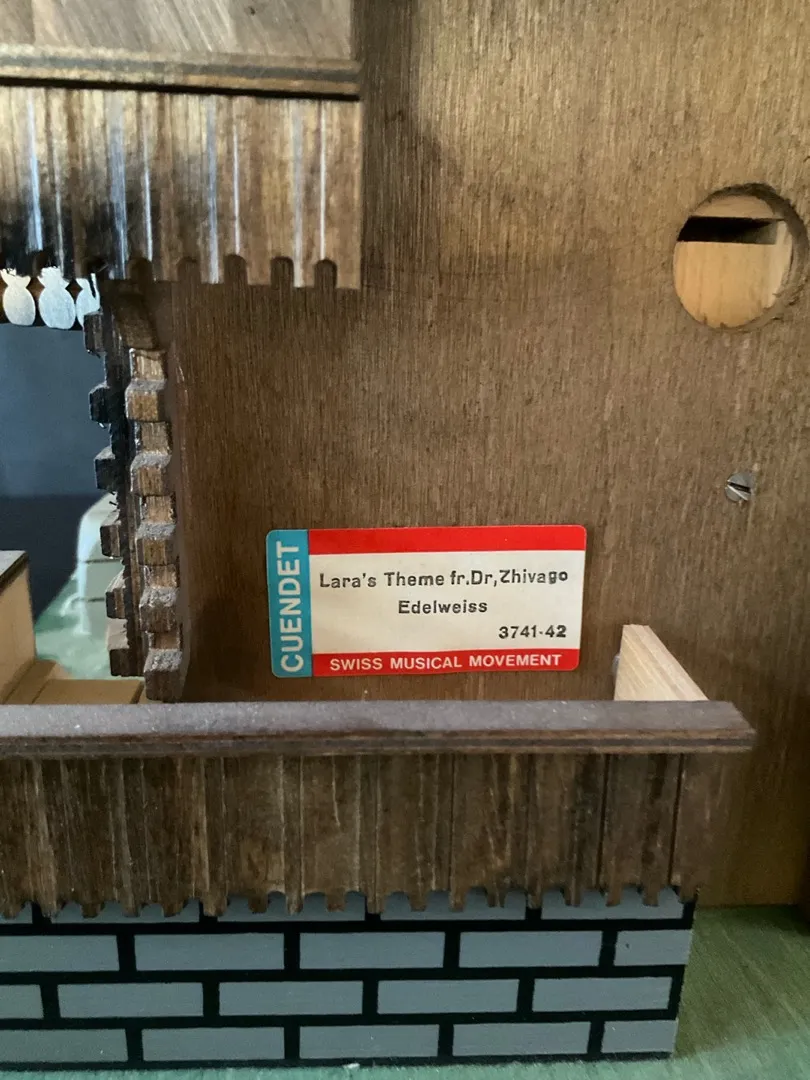 CUENDET
Lara's Theme fr.Dr,Zhivago
Edelweiss
3741-42
SWISS MUSICAL MOVEMENT